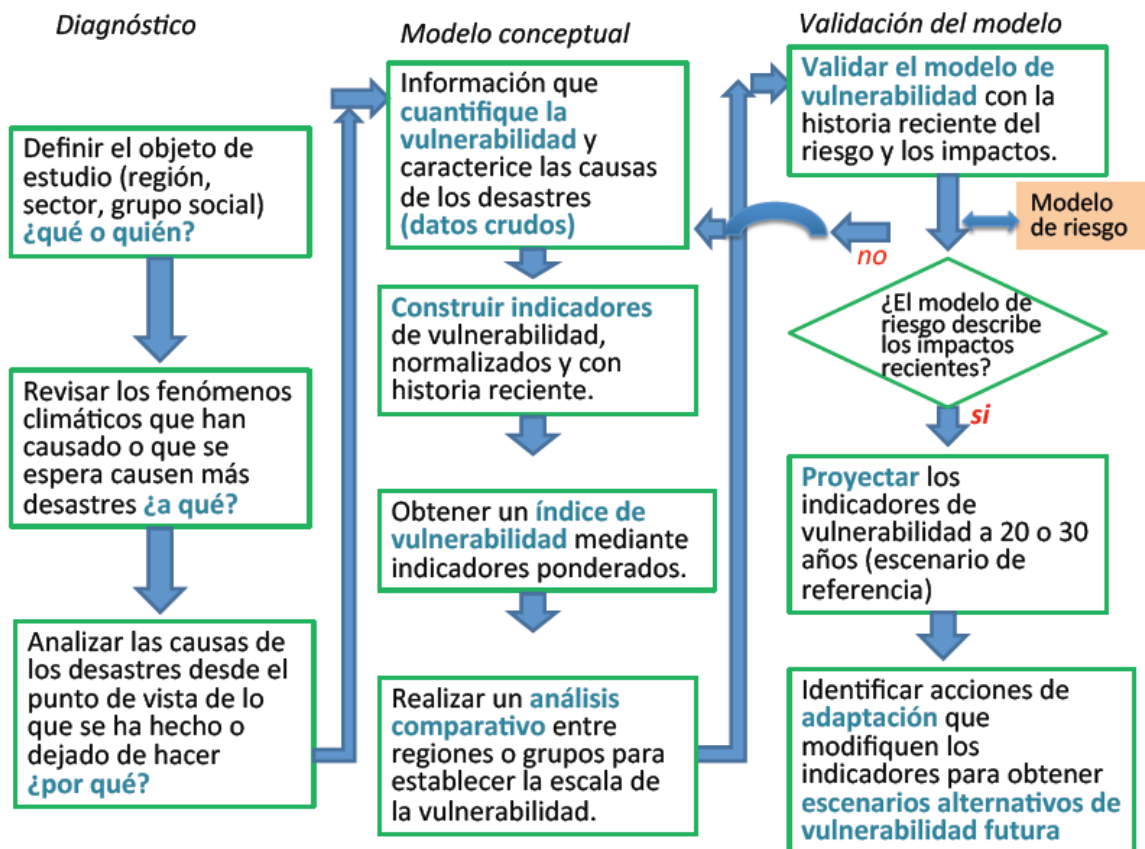 Diagnóstico
Definir el objeto de
estudio (región,
sector, grupo social)
¿qué o quién?
Revisar los fenómenos
climáticos que han
causado o que se
espera causen más
desastres ¿a qué?
Analizar las causas de
los desastres desde el
punto de vista de lo
que se ha hecho o
dejado de hacer
¿por qué?
Modelo conceptual
Información que
cuantifique la
vulnerabilidad y
caracterice las causas
de los desastres
(datos crudos)
Construir indicadores
de vulnerabilidad,
normalizados y con
historia reciente.
Obtener un índice de
vulnerabilidad mediante
indicadores ponderados.
Realizar un análisis
comparativo entre
regiones o grupos para
establecer la escala de
la vulnerabilidad.
Validación del modelo
Validar el modelo de
vulnerabilidad con la
historia reciente del
riesgo y los impactos.
Modelo
de riesgo
no
¿El modelo de
riesgo describe
los impactos
recientes?
si
Proyectar los
indicadores de
vulnerabilidad a 20 o 30
años (escenario de
referencia)
Identificar acciones de
adaptación que
modifiquen los
indicadores para obtener
escenarios alternativos de
vulnerabilidad futura